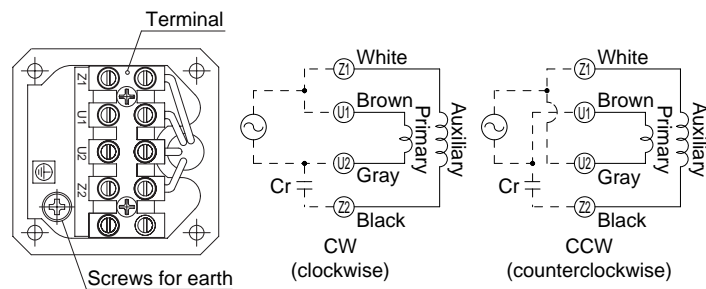 Terminal
Z1
U1
U2
Z2
Screws for earth
Z1
White
U1
Brown
Primary
Auxiliary
U2
Gray
Cr
Z2
Black
CW
(clockwise)
Z1
White
U1
Brown
Primary
Auxiliary
U2
Gray
Cr
Z2
Black
CCW
(counterclockwise)